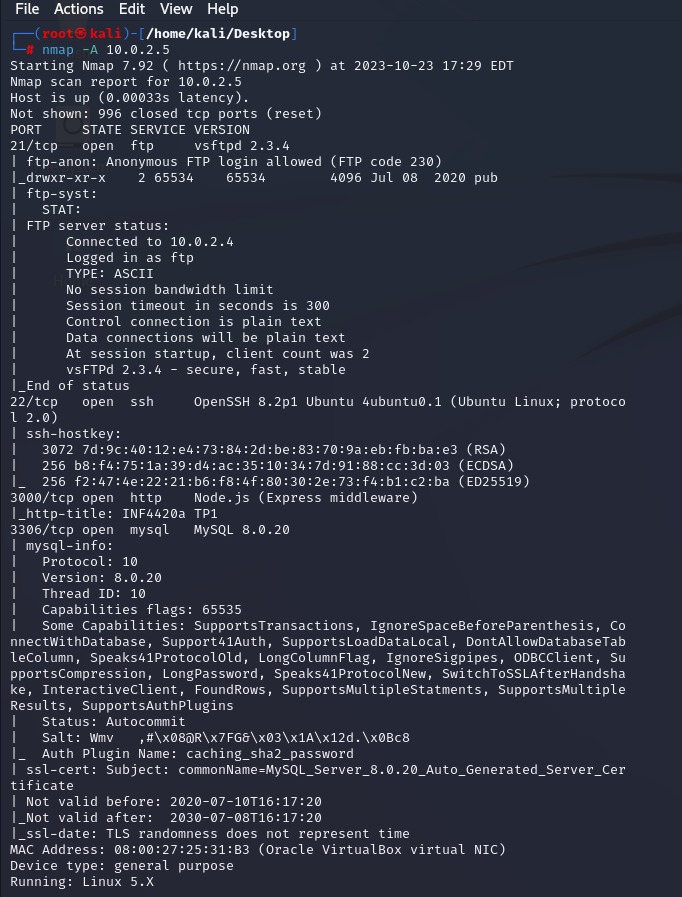 File Actions Edit View Help
┌──(root㉿kali)-[/home/kali/Desktop]
└─# nmap -A 10.0.2.5
Starting Nmap 7.92 ( https://nmap.org ) at 2023-10-23 17:29 EDT
Nmap scan report for 10.0.2.5
Host is up (0.00033s latency).
Not shown: 996 closed tcp ports (reset)
PORT     STATE SERVICE VERSION
21/tcp   open  ftp     vsftpd 2.3.4
| ftp-anon: Anonymous FTP login allowed (FTP code 230)
|_drwxr-xr-x    2 65534    65534        4096 Jul 08  2020 pub
| ftp-syst:
|   STAT:
| FTP server status:
|      Connected to 10.0.2.4
|      Logged in as ftp
|      TYPE: ASCII
|      No session bandwidth limit
|      Session timeout in seconds is 300
|      Control connection is plain text
|      Data connections will be plain text
|      At session startup, client count was 2
|      vsFTPd 2.3.4 - secure, fast, stable
|_End of status
22/tcp   open  ssh     OpenSSH 8.2p1 Ubuntu 4ubuntu0.1 (Ubuntu Linux; protoco
l 2.0)
| ssh-hostkey:
|   3072 7d:9c:40:12:e4:73:84:2d:be:83:70:9a:eb:fb:ba:e3 (RSA)
|   256 b8:f4:75:1a:39:d4:ac:35:10:34:7d:91:88:cc:3d:03 (ECDSA)
|_  256 f2:47:4e:22:21:b6:f8:4f:80:30:2e:73:f4:b1:c2:ba (ED25519)
3000/tcp open  http    Node.js (Express middleware)
|_http-title: INF4420a TP1
3306/tcp open  mysql   MySQL 8.0.20
| mysql-info:
|   Protocol: 10
|   Version: 8.0.20
|   Thread ID: 10
|   Capabilities flags: 65535
|   Some Capabilities: SupportsTransactions, IgnoreSpaceBeforeParenthesis, Co
nnectWithDatabase, Support41Auth, SupportsLoadDataLocal, DontAllowDatabaseTab
leColumn, Speaks41ProtocolOld, LongColumnFlag, IgnoreSigpipes, ODBCClient, Su
pportsCompression, LongPassword, Speaks41ProtocolNew, SwitchToSSLAfterHandsha
ke, InteractiveClient, FoundRows, SupportsMultipleStatments, SupportsMultiple
Results, SupportsAuthPlugins
|   Status: Autocommit
|   Salt: Wmv   ,#\x08@R\x7FG&\x03\x1A\x12d.\x0Bc8
|_  Auth Plugin Name: caching_sha2_password
| ssl-cert: Subject: commonName=MySQL_Server_8.0.20_Auto_Generated_Server_Cer
tificate
| Not valid before: 2020-07-10T16:17:20
|_Not valid after:  2030-07-08T16:17:20
|_ssl-date: TLS randomness does not represent time
MAC Address: 08:00:27:25:31:B3 (Oracle VirtualBox virtual NIC)
Device type: general purpose
Running: Linux 5.X